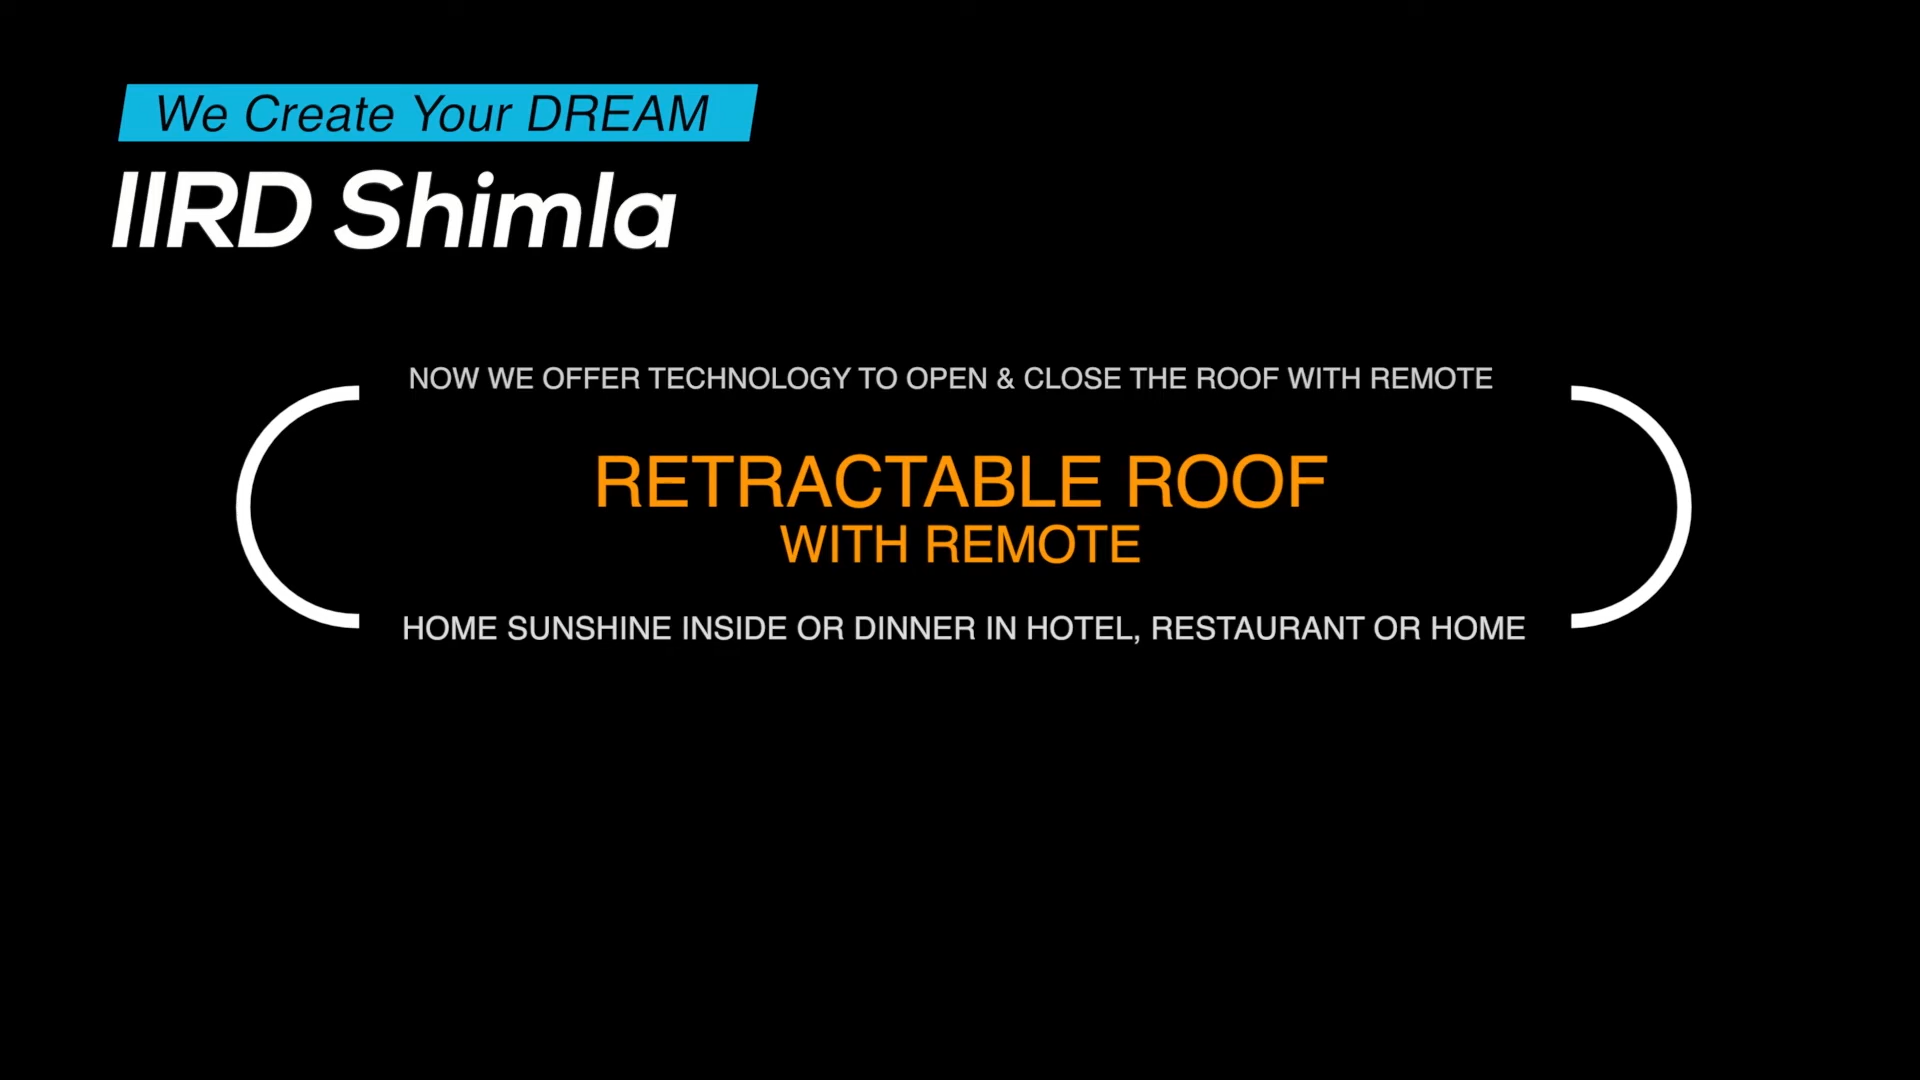 We Create Your DREAM
IIRD Shimla
NOW WE OFFER TECHNOLOGY TO OPEN & CLOSE THE ROOF WITH REMOTE
RETRACTABLE ROOF
WITH REMOTE
HOME SUNSHINE INSIDE OR DINNER IN HOTEL, RESTAURANT OR HOME